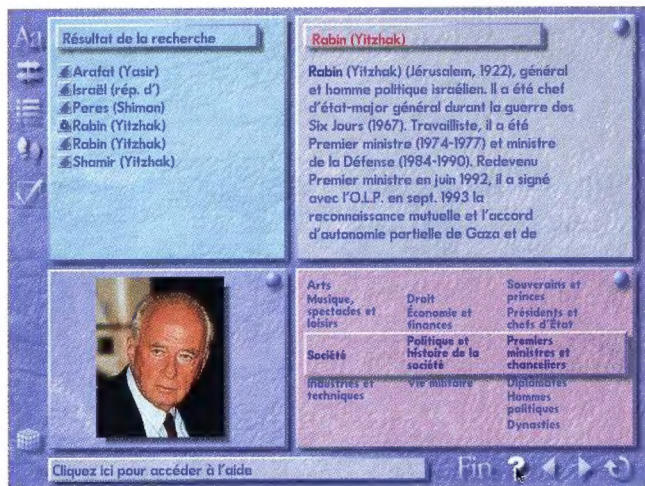 Aa
Résultat de la recherche
Arafat (Yasir)
Israël (rép. d')
Peres (Shimon)
Rabin (Yitzhak)
Rabin (Yitzhak)
Shamir (Yitzhak)
Rabin (Yitzhak)
Rabin (Yitzhak) (Jérusalem, 1922), général
et homme politique israélien. Il a été chef
d'état-major général durant la guerre des
Six Jours (1967). Travailliste, il a été
Premier ministre (1974-1977) et ministre
de la Défense (1984-1990). Redevenu
Premier ministre en juin 1992, il a signé
avec l'O.L.P. en sept. 1993 la
reconnaissance mutuelle et l'accord
d'autonomie partielle de Gaza et de
Arts
Musique,
spectacles et
loisirs
Société
Industries et
techniques
Droit
Économie et
finances
Politique et
histoire de la
société
Vie militaire
Souverains et
princes
Présidents et
chefs d'État
Premiers
ministres et
chanceliers
Diplomates
Hommes
politiques
Dynasties
Cliquez ici pour accéder à l'aide
Fin ?